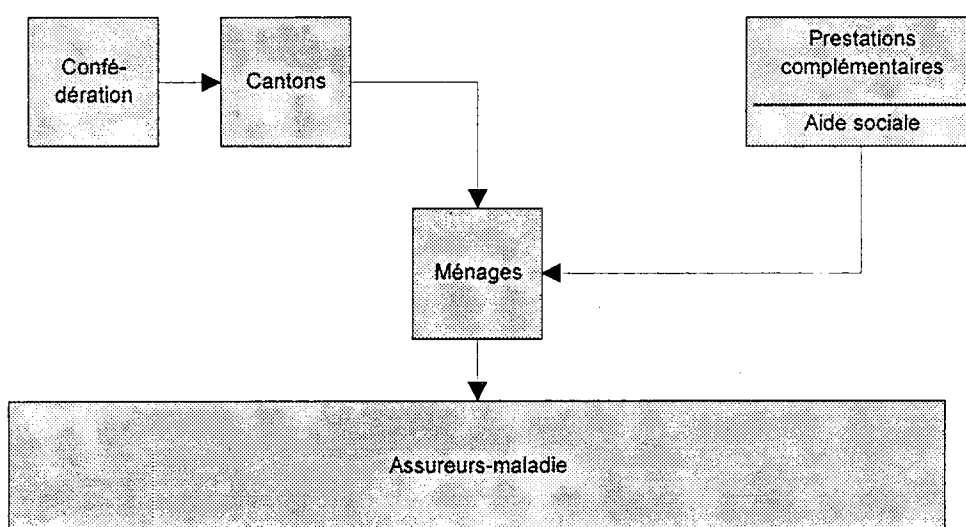 Confé-
dération
Cantons
Prestations
complémentaires
Aide sociale
Ménages
Assureurs-maladie